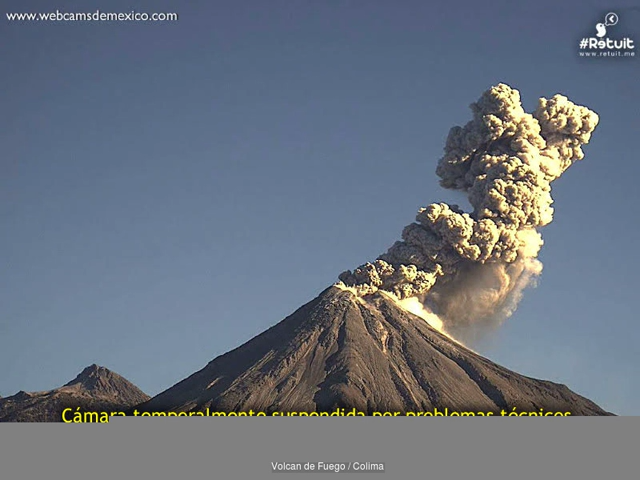 www.webcamsdemexico.com
#Retuit
www.retuit.me
Cámara temporalmente suspendida por problemas técnicos
Volcan de Fuego / Colima